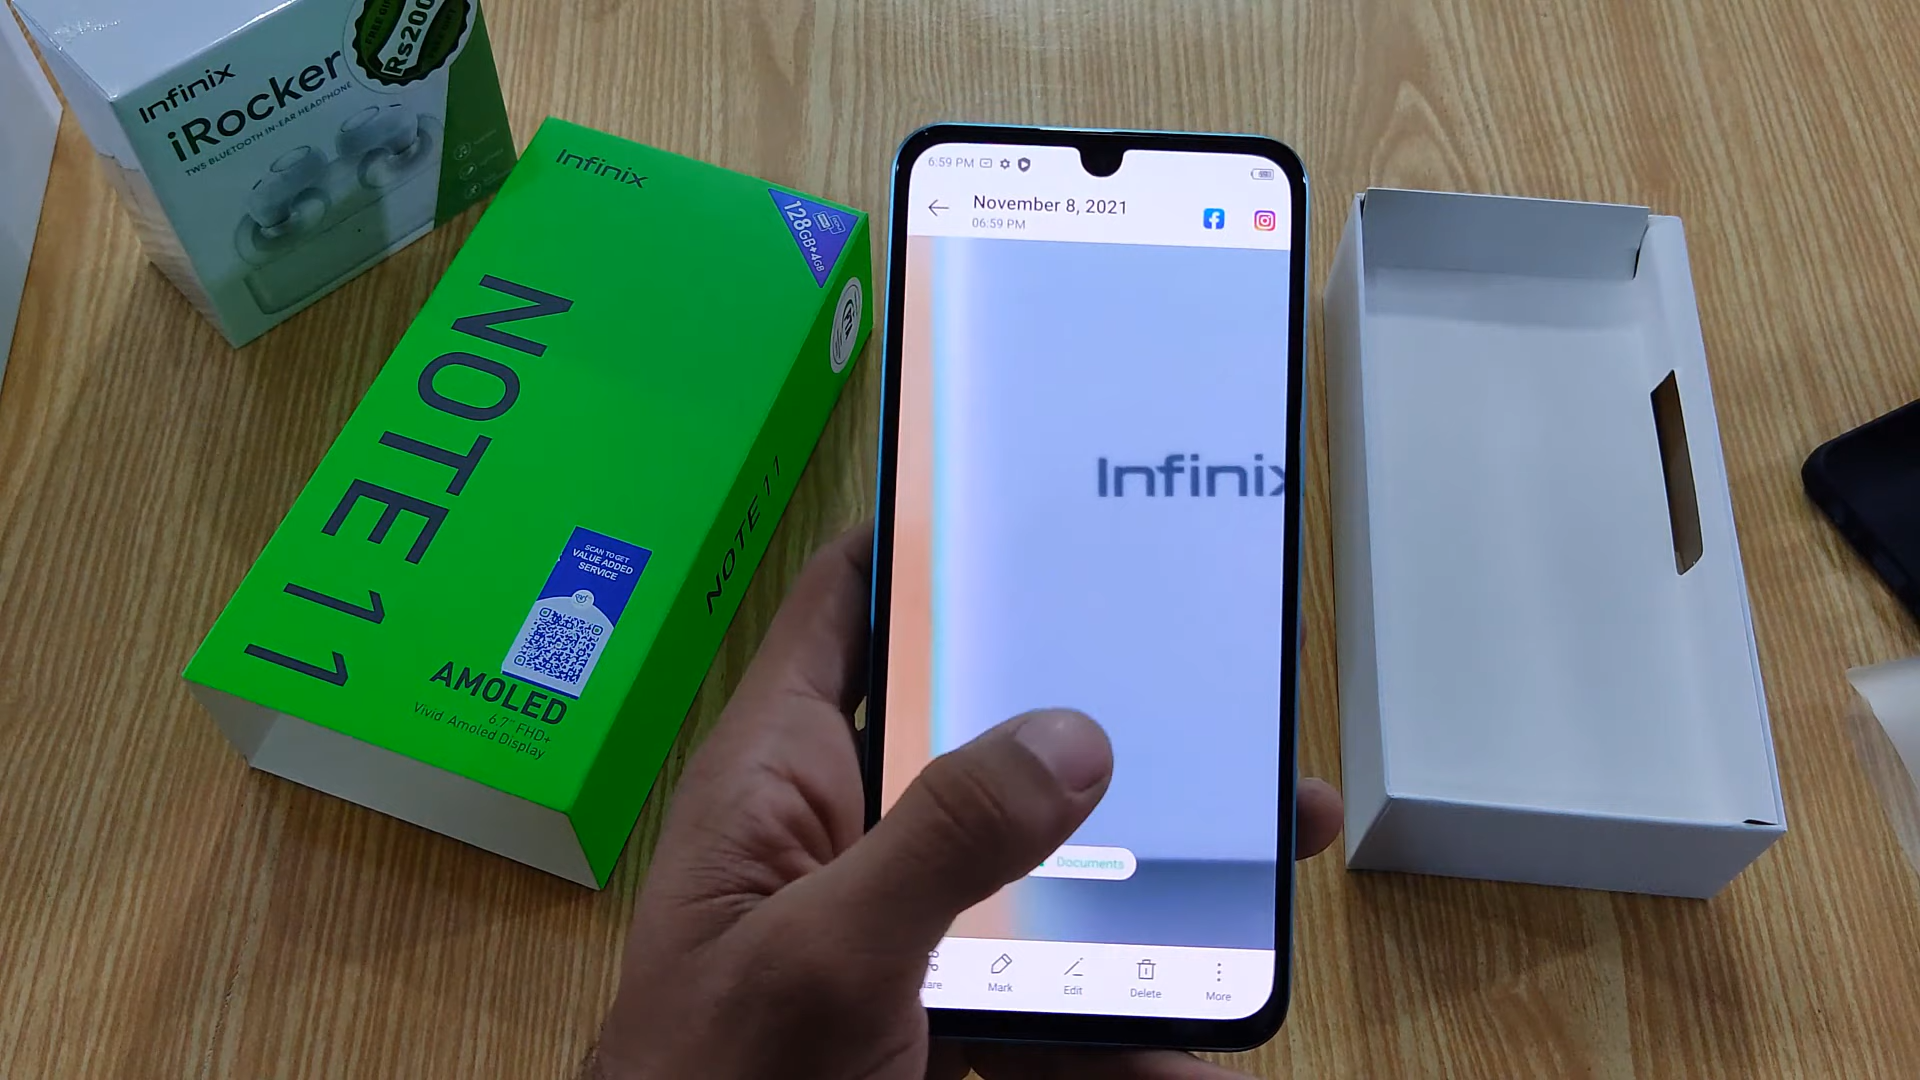 Infinix
iRocker
TWS BLUETOOTH IN-EAR HEADPHONE
FREE GIFT
RS200
Infinix
128GB+4GB
NOTE 11
SCAN TO GET
VALUE ADDED
SERVICE
AMOLED
6.7" FHD+
Vivid Amoled Display
NOTE 11
6:59 PM
November 8, 2021
06:59 PM
Infinix
Documents
Mark
Edit
Delete
More